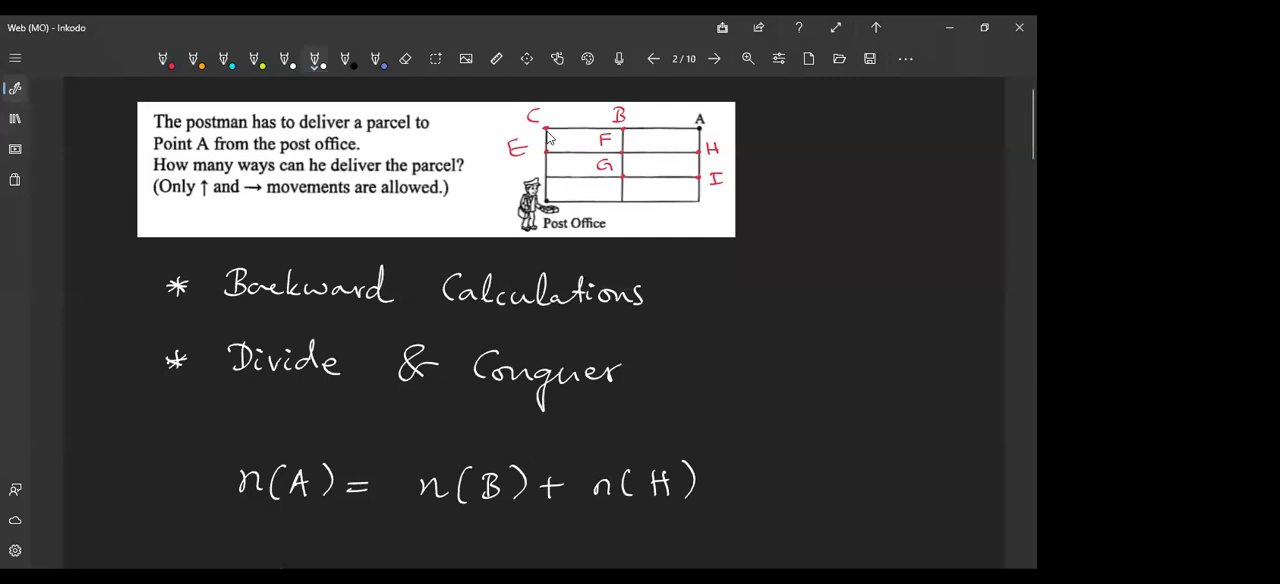 Web (MO) - Inkodo
2/10
The postman has to deliver a parcel to
Point A from the post office.
How many ways can he deliver the parcel?
(Only ↑ and → movements are allowed.)
C B A
E F H
G I
Post Office
* Backward Calculations
* Divide & Conquer
n(A) = n(B) + n(H)